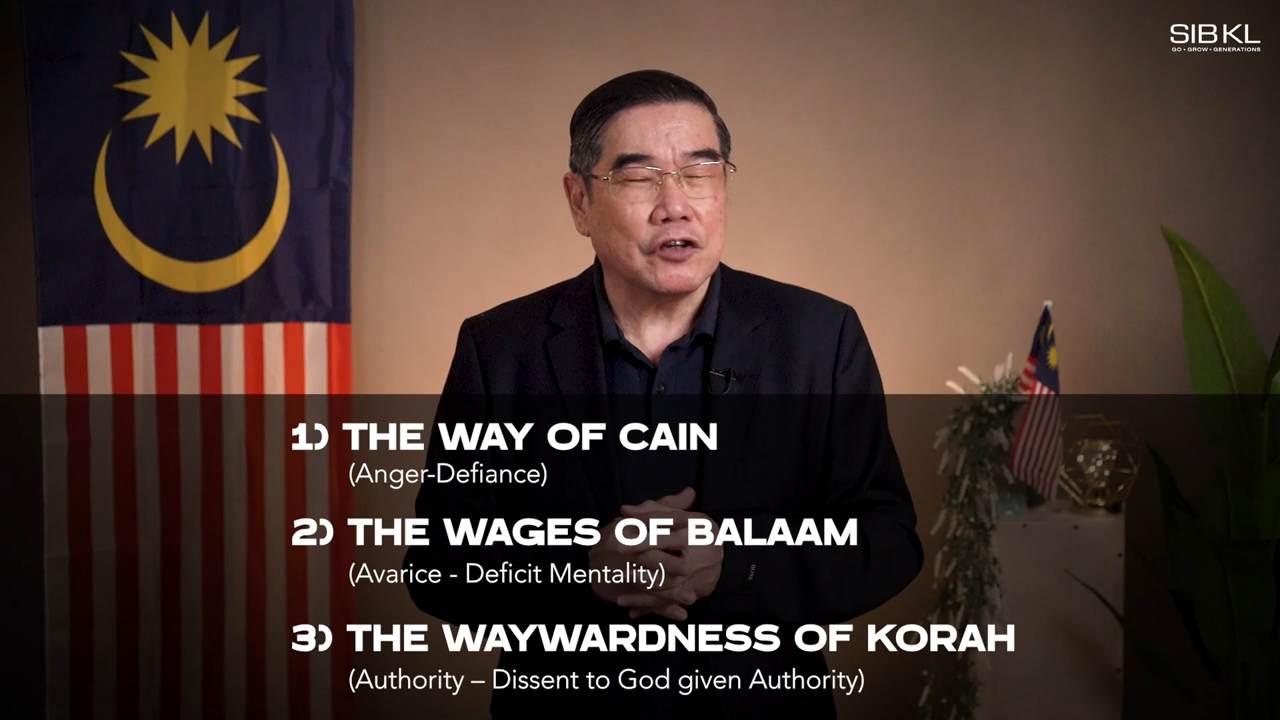 SIBKL
GO • GROW • GENERATIONS
1) THE WAY OF CAIN
(Anger-Defiance)
2) THE WAGES OF BALAAM
(Avarice - Deficit Mentality)
3) THE WAYWARDNESS OF KORAH
(Authority – Dissent to God given Authority)